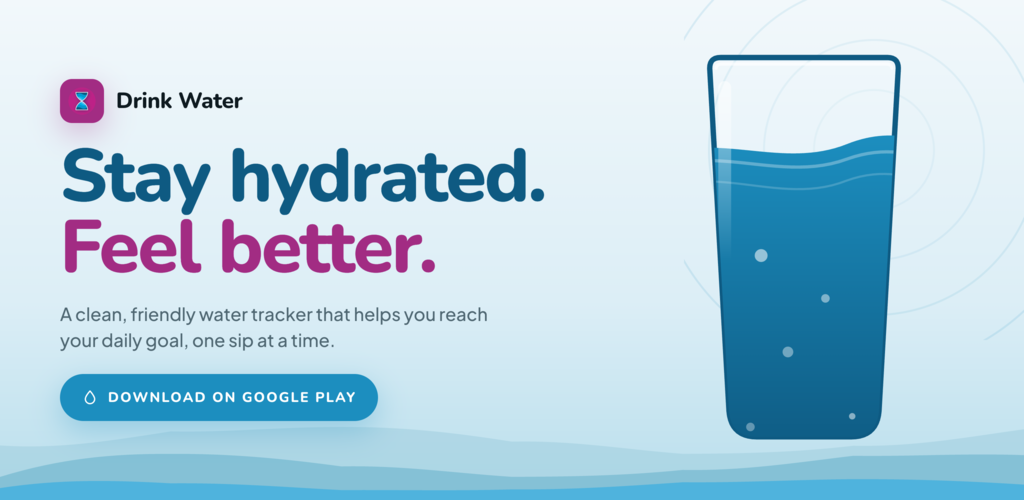 Drink Water
Stay hydrated.
Feel better.
A clean, friendly water tracker that helps you reach
your daily goal, one sip at a time.
DOWNLOAD ON GOOGLE PLAY